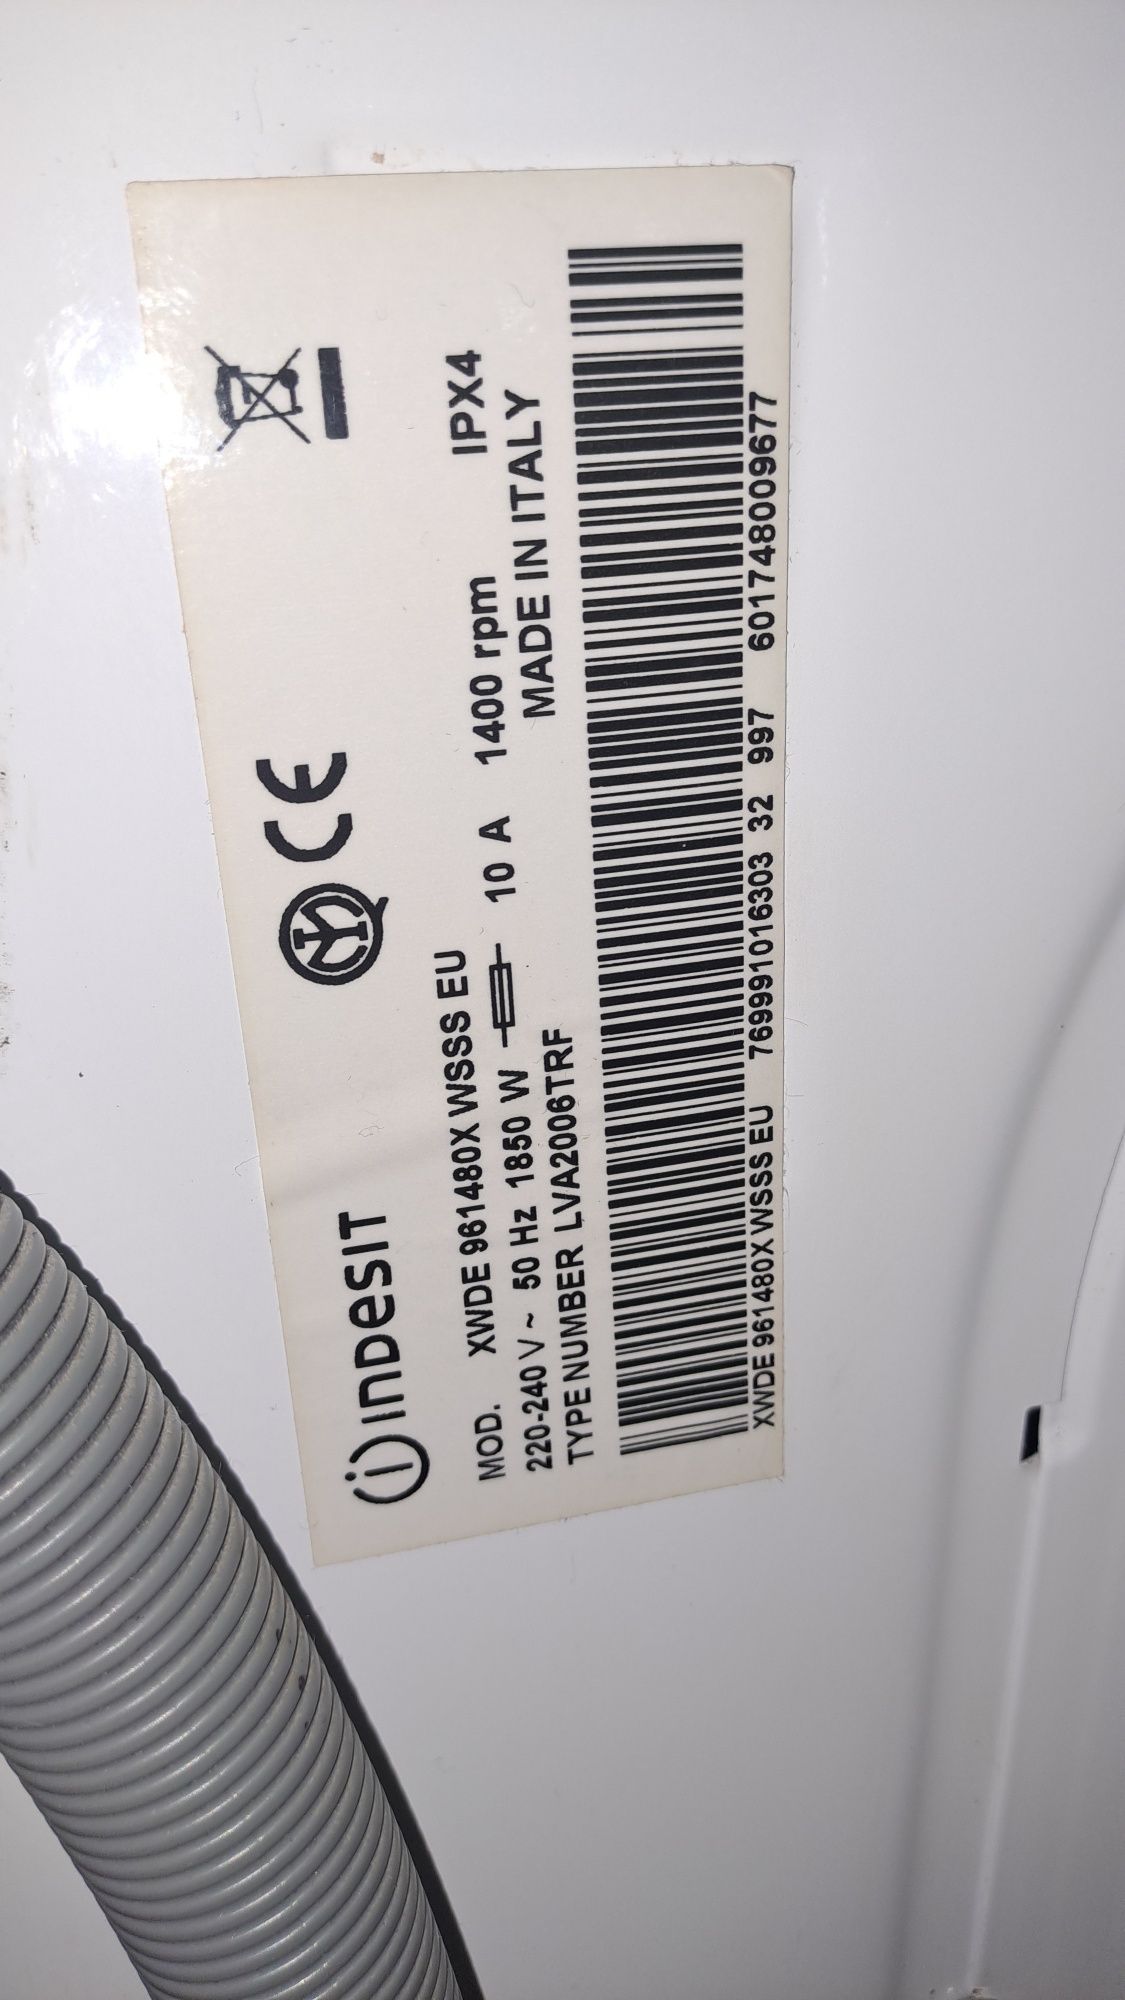 indesit
CE
MOD. XWDE 961480X WSSS EU
220-240 V ~ 50 Hz 1850 W 10 A 1400 rpm IPX4
TYPE NUMBER LVA2006TRF MADE IN ITALY
XWDE 961480X WSSS EU 769991016303 32 997 601748009677